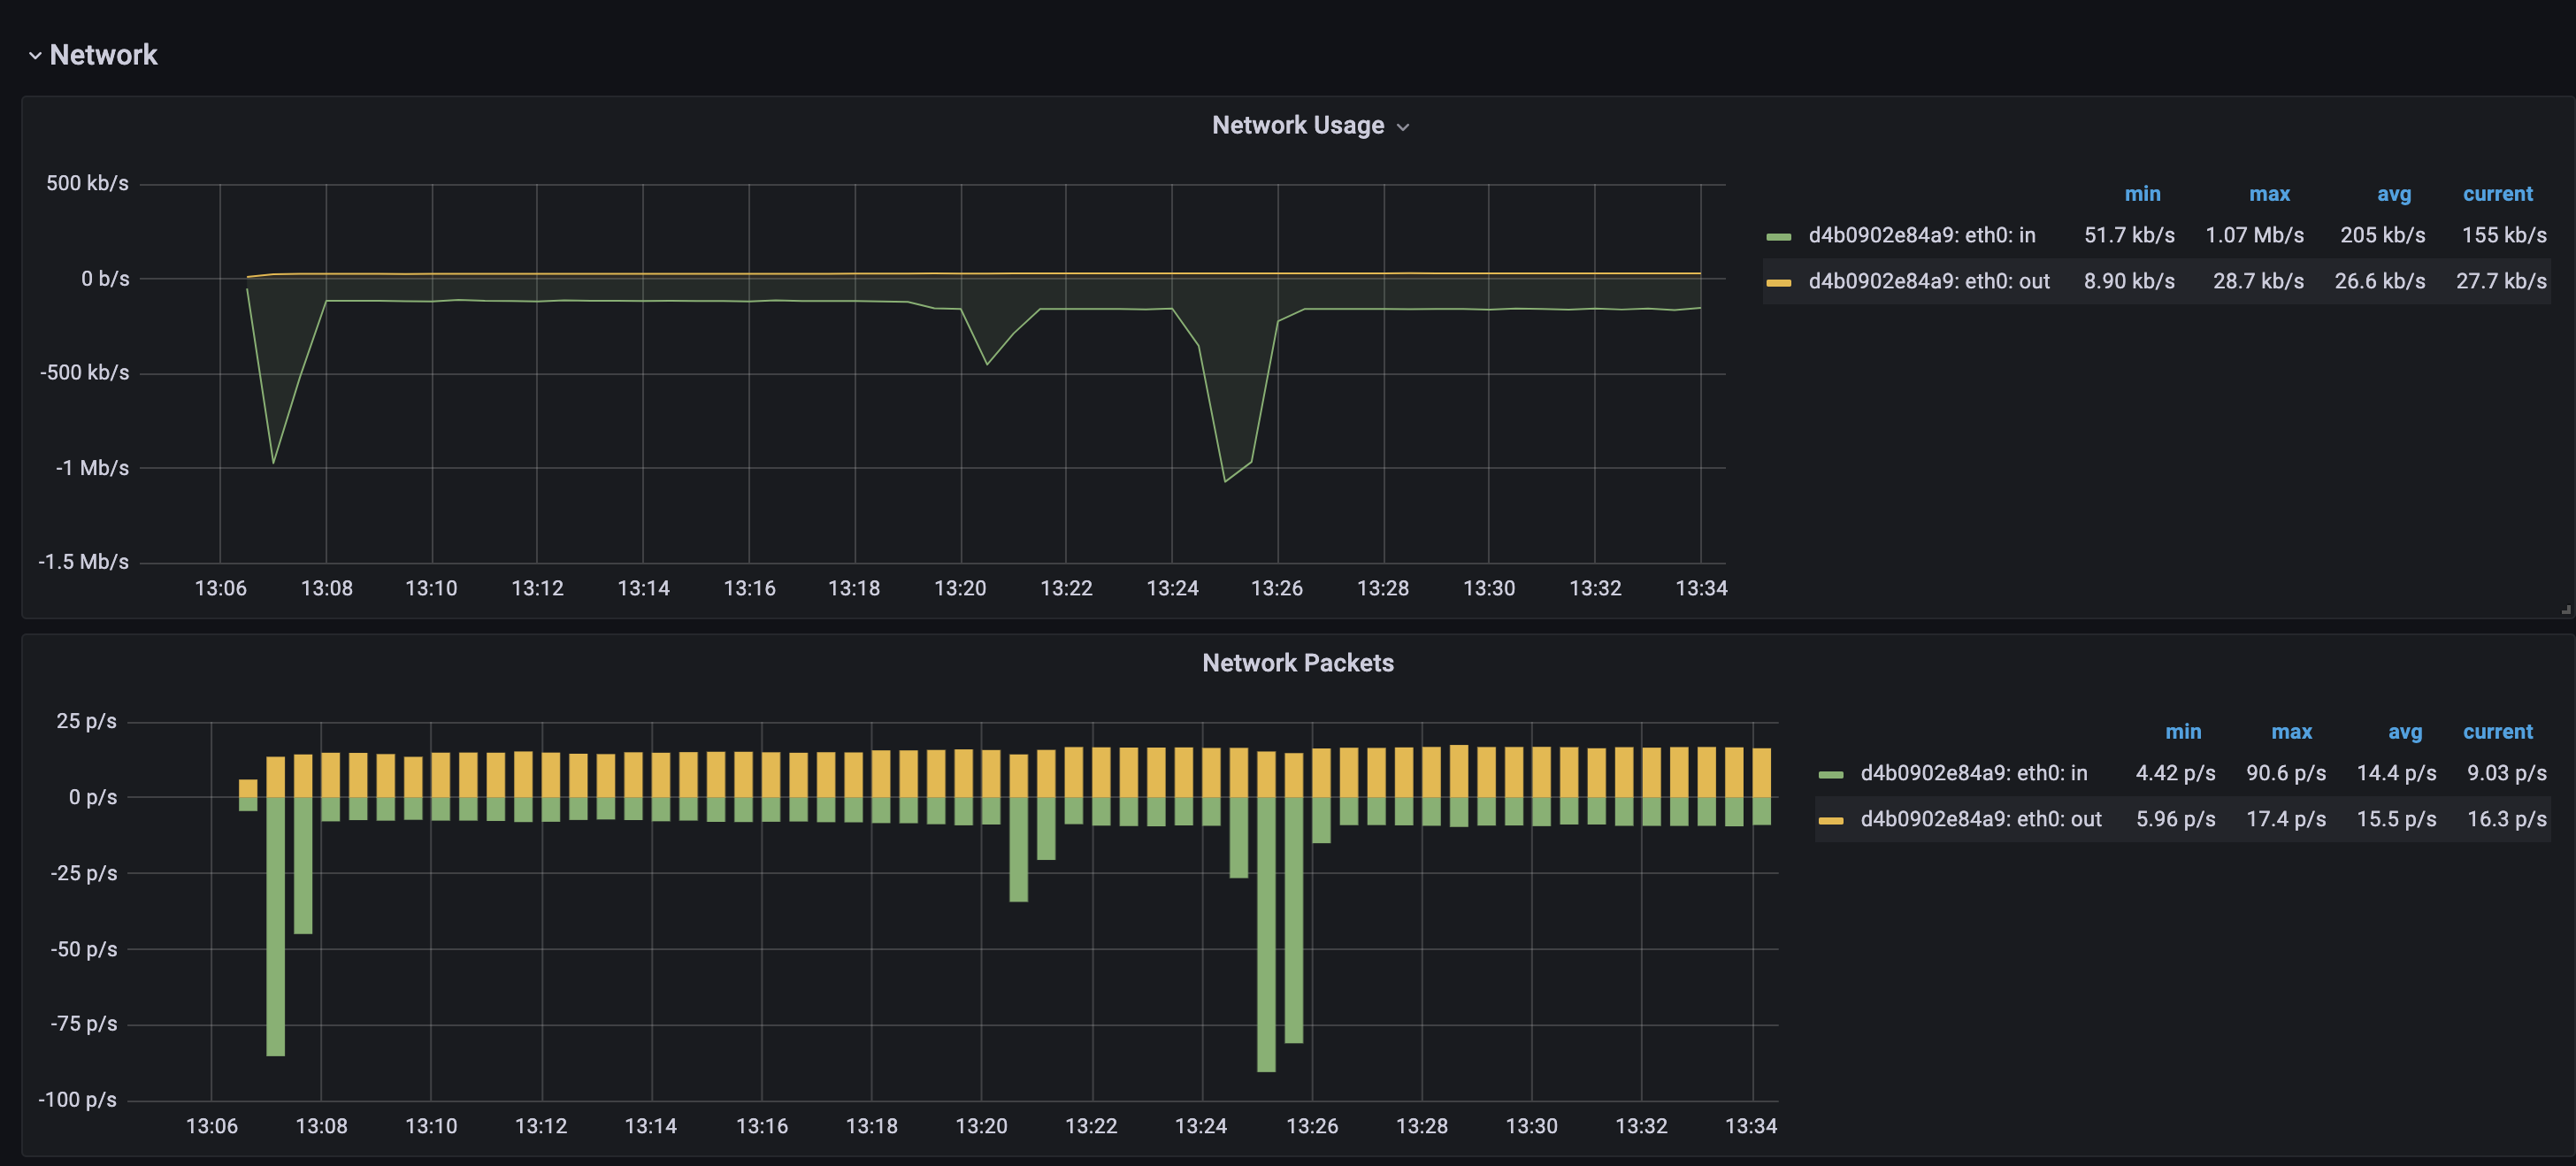 Network
Network Usage
500 kb/s
0 b/s
-500 kb/s
-1 Mb/s
-1.5 Mb/s
13:06 13:08 13:10 13:12 13:14 13:16 13:18 13:20 13:22 13:24 13:26 13:28 13:30 13:32 13:34
min max avg current
d4b0902e84a9: eth0: in 51.7 kb/s 1.07 Mb/s 205 kb/s 155 kb/s
d4b0902e84a9: eth0: out 8.90 kb/s 28.7 kb/s 26.6 kb/s 27.7 kb/s
Network Packets
25 p/s
0 p/s
-25 p/s
-50 p/s
-75 p/s
-100 p/s
13:06 13:08 13:10 13:12 13:14 13:16 13:18 13:20 13:22 13:24 13:26 13:28 13:30 13:32 13:34
min max avg current
d4b0902e84a9: eth0: in 4.42 p/s 90.6 p/s 14.4 p/s 9.03 p/s
d4b0902e84a9: eth0: out 5.96 p/s 17.4 p/s 15.5 p/s 16.3 p/s